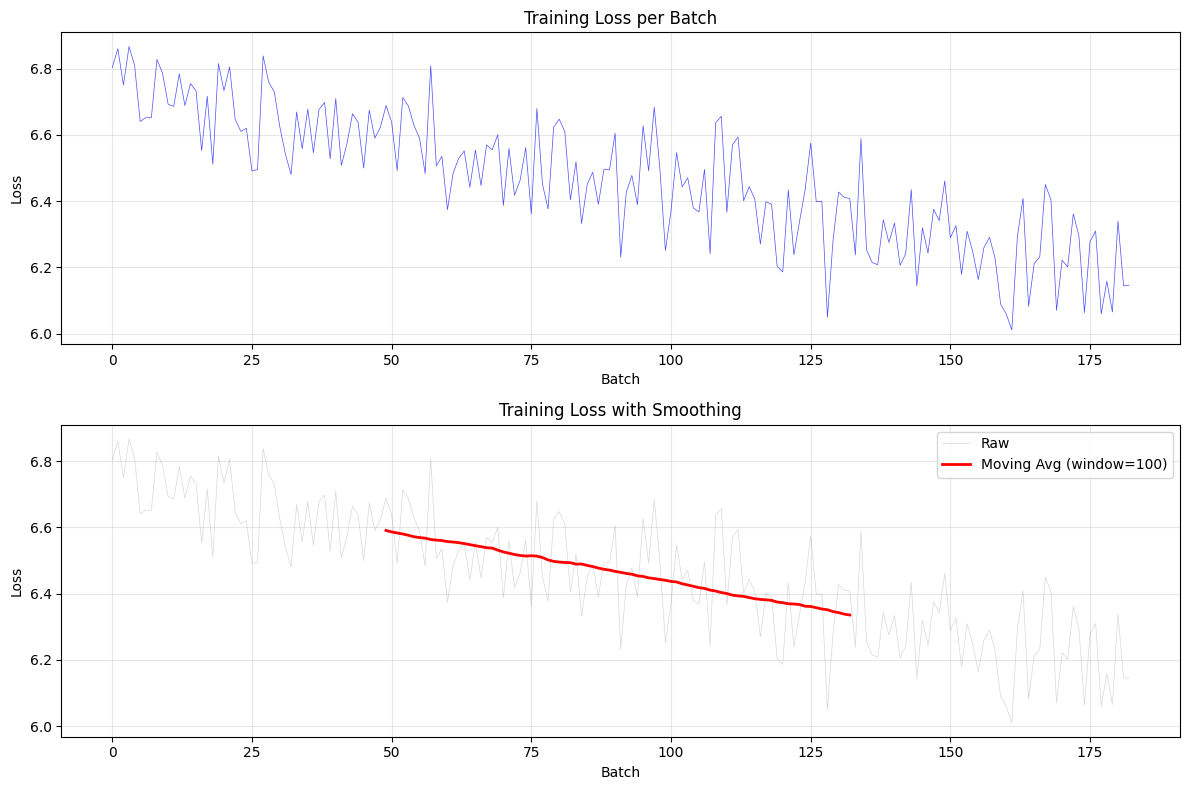 Training Loss per Batch
6.8
6.6
6.4
6.2
6.0
Loss
0 25 50 75 100 125 150 175
Batch
Training Loss with Smoothing
Raw
Moving Avg (window=100)
6.8
6.6
6.4
6.2
6.0
Loss
0 25 50 75 100 125 150 175
Batch